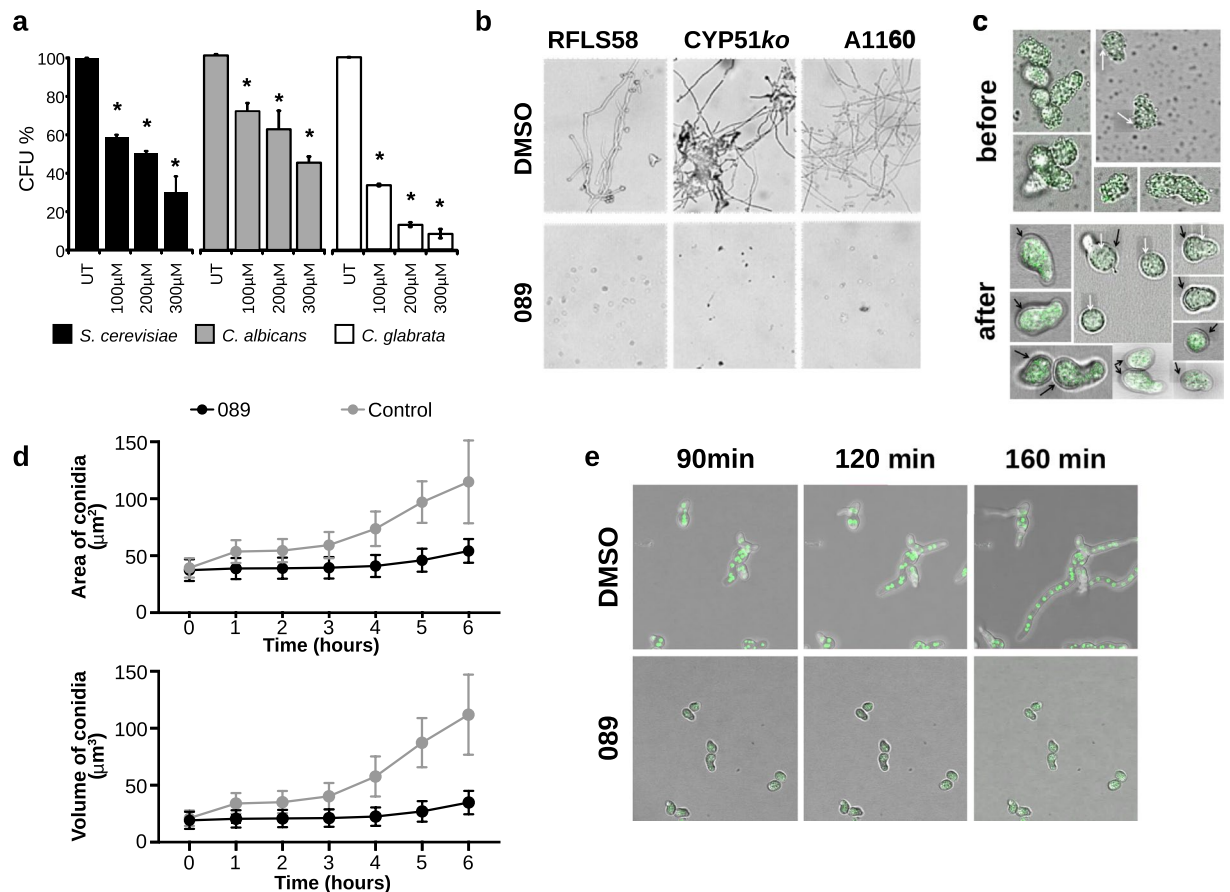 a
CFU %
100
80
60
40
20
0
* * * * * * * * *
UT 100μM 200μM 300μM UT 100μM 200μM 300μM UT 100μM 200μM 300μM
S. cerevisiae C. albicans C. glabrata
b
RFLS58 CYP51ko A1160
DMSO
089
c
before
after
089 Control
d
Area of conidia
(μm²)
150
100
50
0
0 1 2 3 4 5 6
Time (hours)
Volume of conidia
(μm³)
150
100
50
0
0 1 2 3 4 5 6
Time (hours)
e
90min 120 min 160 min
DMSO
089